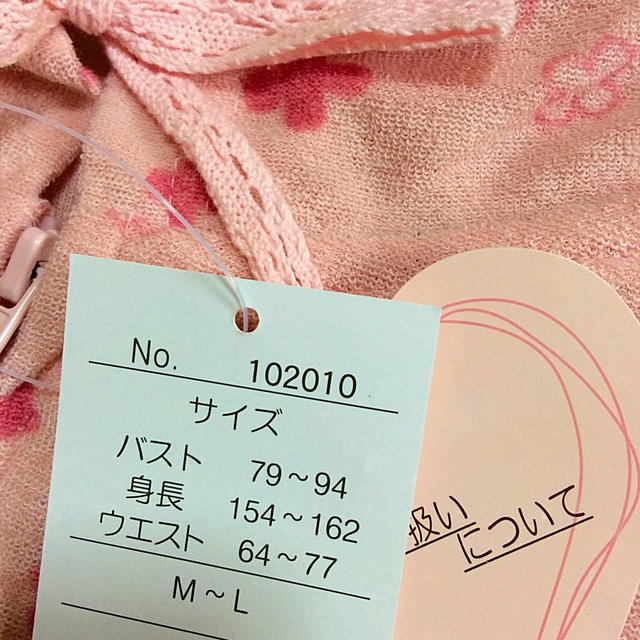 No. 102010
サイズ
バスト 79～94
身長 154～162
ウエスト 64～77
M～L
扱い
について